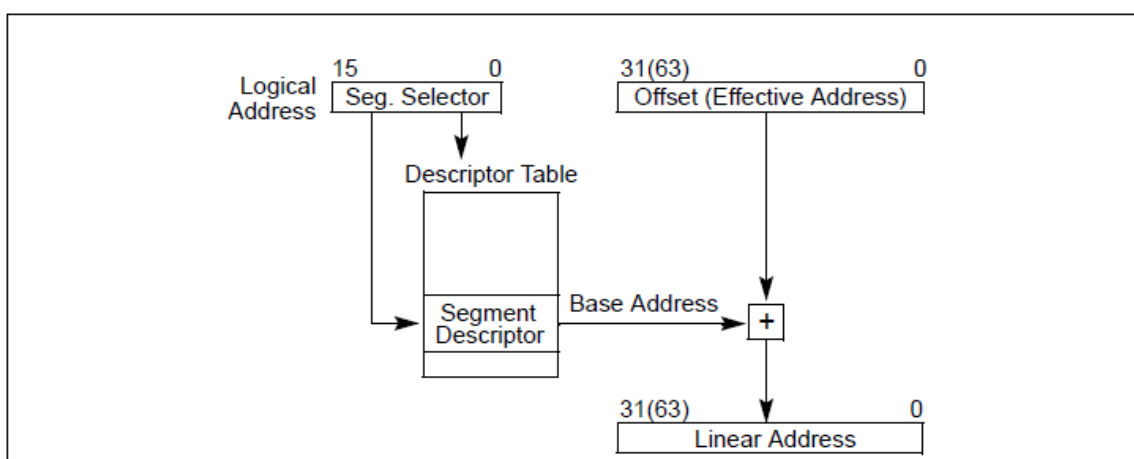 15 0
31(63) 0
Logical
Address
Seg. Selector
Offset (Effective Address)
Descriptor Table
Segment
Descriptor
Base Address
+
31(63) 0
Linear Address